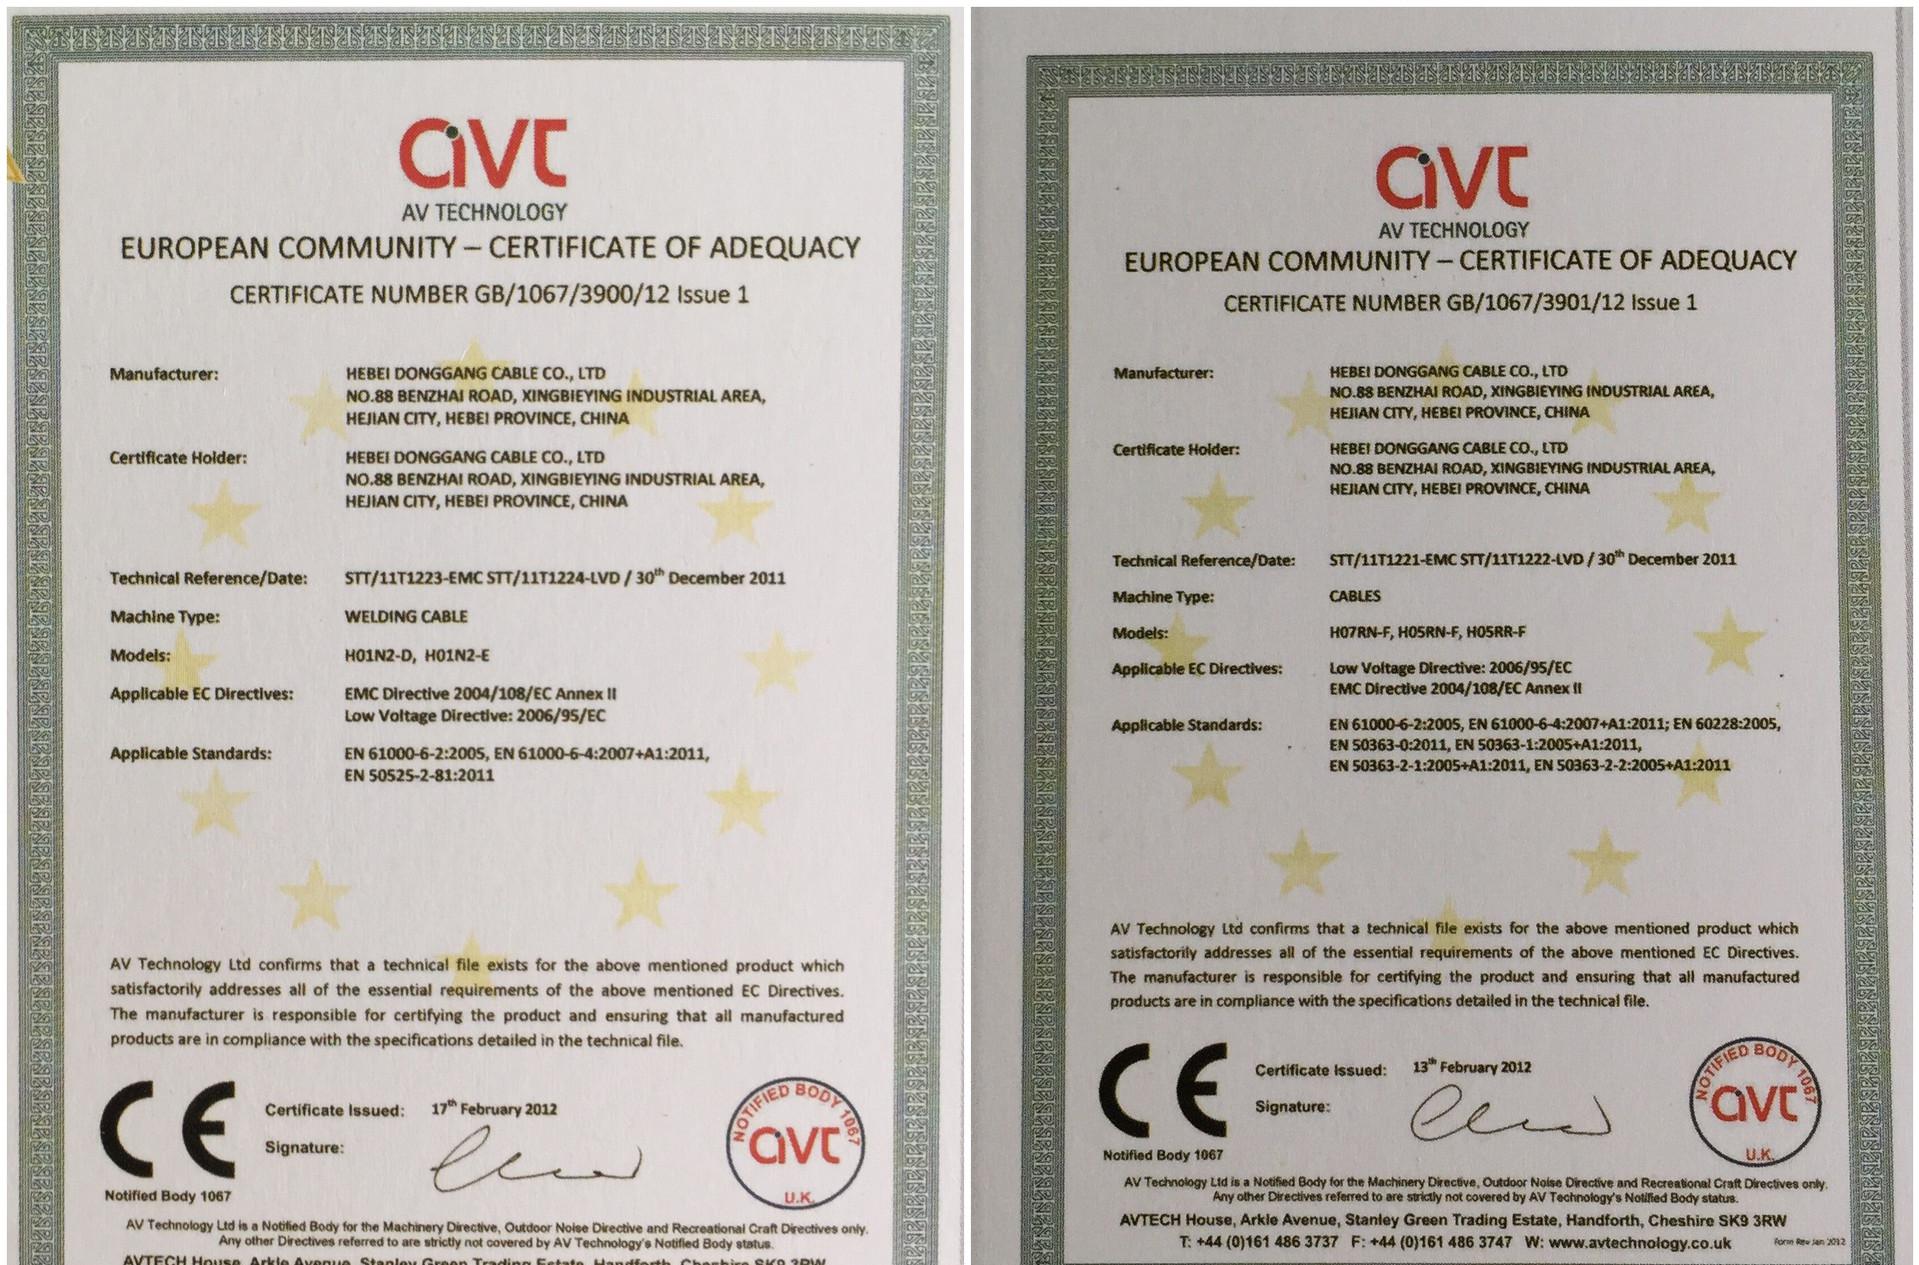 avt
AV TECHNOLOGY
EUROPEAN COMMUNITY – CERTIFICATE OF ADEQUACY
CERTIFICATE NUMBER GB/1067/3900/12 Issue 1
Manufacturer: HEBEI DONGGANG CABLE CO., LTD
NO.88 BENZHAI ROAD, XINGBIEYING INDUSTRIAL AREA,
HEJIAN CITY, HEBEI PROVINCE, CHINA
Certificate Holder: HEBEI DONGGANG CABLE CO., LTD
NO.88 BENZHAI ROAD, XINGBIEYING INDUSTRIAL AREA,
HEJIAN CITY, HEBEI PROVINCE, CHINA
Technical Reference/Date: STT/11T1223-EMC STT/11T1224-LVD / 30th December 2011
Machine Type: WELDING CABLE
Models: H01N2-D, H01N2-E
Applicable EC Directives: EMC Directive 2004/108/EC Annex II
Low Voltage Directive: 2006/95/EC
Applicable Standards: EN 61000-6-2:2005, EN 61000-6-4:2007+A1:2011,
EN 50525-2-81:2011
AV Technology Ltd confirms that a technical file exists for the above mentioned product which
satisfactorily addresses all of the essential requirements of the above mentioned EC Directives.
The manufacturer is responsible for certifying the product and ensuring that all manufactured
products are in compliance with the specifications detailed in the technical file.
CE
Notified Body 1067
Certificate Issued: 17th February 2012
Signature:
NOTIFIED BODY 1067
avt
U.K.
AV Technology Ltd is a Notified Body for the Machinery Directive, Outdoor Noise Directive and Recreational Craft Directives only.
Any other Directives referred to are strictly not covered by AV Technology's Notified Body status.
AVTECH House, Arkle Avenue, Stanley Green Trading Estate, Handforth, Cheshire SK9 3RW
avt
AV TECHNOLOGY
EUROPEAN COMMUNITY – CERTIFICATE OF ADEQUACY
CERTIFICATE NUMBER GB/1067/3901/12 Issue 1
Manufacturer: HEBEI DONGGANG CABLE CO., LTD
NO.88 BENZHAI ROAD, XINGBIEYING INDUSTRIAL AREA,
HEJIAN CITY, HEBEI PROVINCE, CHINA
Certificate Holder: HEBEI DONGGANG CABLE CO., LTD
NO.88 BENZHAI ROAD, XINGBIEYING INDUSTRIAL AREA,
HEJIAN CITY, HEBEI PROVINCE, CHINA
Technical Reference/Date: STT/11T1221-EMC STT/11T1222-LVD / 30th December 2011
Machine Type: CABLES
Models: H07RN-F, H05RN-F, H05RR-F
Applicable EC Directives: Low Voltage Directive: 2006/95/EC
EMC Directive 2004/108/EC Annex II
Applicable Standards: EN 61000-6-2:2005, EN 61000-6-4:2007+A1:2011; EN 60228:2005,
EN 50363-0:2011, EN 50363-1:2005+A1:2011,
EN 50363-2-1:2005+A1:2011, EN 50363-2-2:2005+A1:2011
AV Technology Ltd confirms that a technical file exists for the above mentioned product which
satisfactorily addresses all of the essential requirements of the above mentioned EC Directives.
The manufacturer is responsible for certifying the product and ensuring that all manufactured
products are in compliance with the specifications detailed in the technical file.
CE
Notified Body 1067
Certificate Issued: 13th February 2012
Signature:
NOTIFIED BODY 1067
avt
U.K.
AV Technology Ltd is a Notified Body for the Machinery Directive, Outdoor Noise Directive and Recreational Craft Directives only.
Any other Directives referred to are strictly not covered by AV Technology's Notified Body status.
AVTECH House, Arkle Avenue, Stanley Green Trading Estate, Handforth, Cheshire SK9 3RW
T: +44 (0)161 486 3737 F: +44 (0)161 486 3747 W: www.avtechnology.co.uk
Form Rev Jan 2012